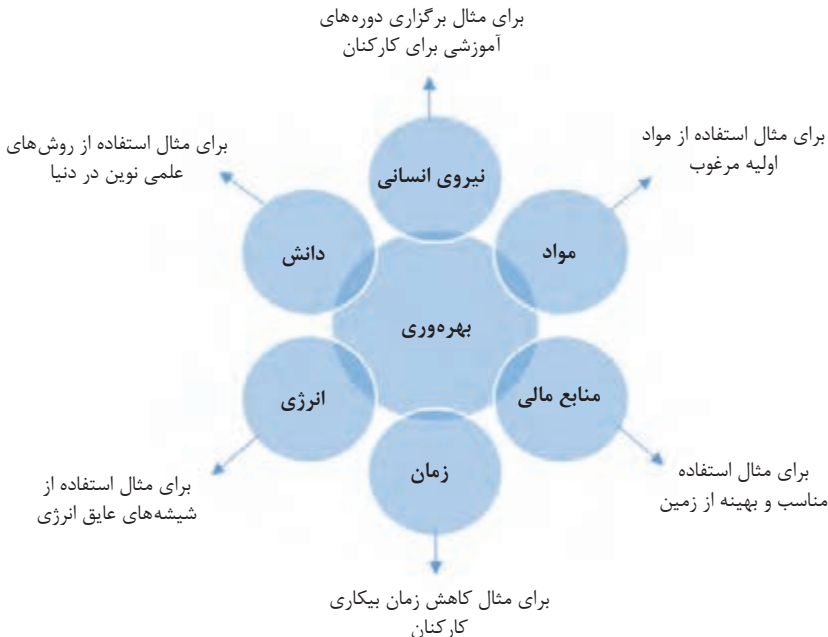 برای مثال برگزاری دوره‌های
آموزشی برای کارکنان
نیروی انسانی
برای مثال استفاده از مواد
اولیه مرغوب
مواد
برای مثال استفاده از روش‌های
علمی نوین در دنیا
دانش
بهره‌وری
منابع مالی
برای مثال استفاده
مناسب و بهینه از زمین
انرژی
برای مثال استفاده از
شیشه‌های عایق انرژی
زمان
برای مثال کاهش زمان بیکاری
کارکنان